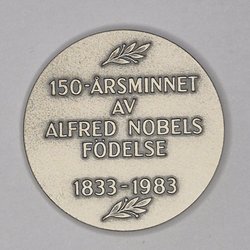 150-ÅRSMINNET
AV
ALFRED NOBELS
FÖDELSE
1833-1983